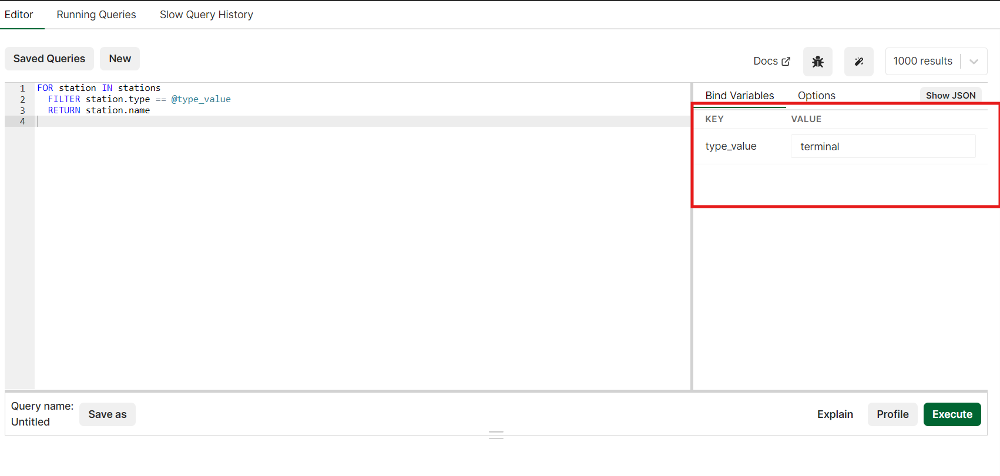 Editor Running Queries Slow Query History
Saved Queries New
Docs 1000 results
1 FOR station IN stations
2 FILTER station.type == @type_value
3 RETURN station.name
4
Bind Variables Options Show JSON
KEY VALUE
type_value terminal
Query name:
Untitled
Save as
Explain Profile Execute